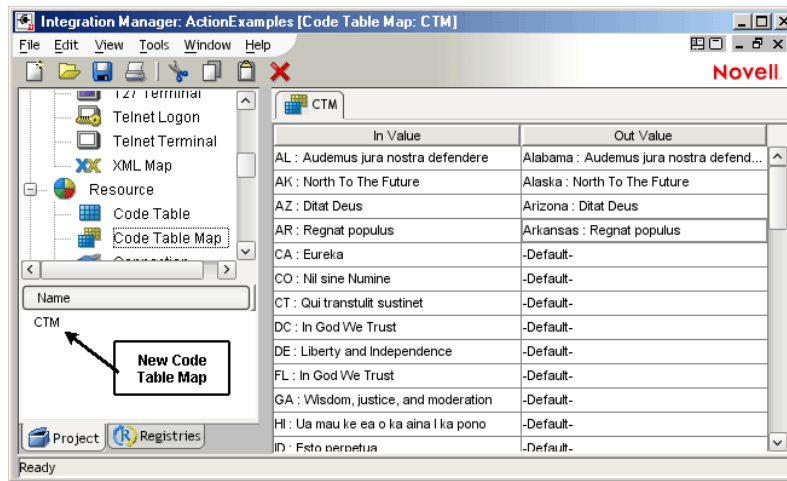 Integration Manager: ActionExamples [Code Table Map: CTM]
File Edit View Tools Window Help
Novell
127 Terminal
Telnet Logon
Telnet Terminal
XML Map
Resource
Code Table
Code Table Map
Connection
Name
CTM
New Code
Table Map
Project
Registries
CTM
In Value Out Value
AL : Audemus jura nostra defendere Alabama : Audemus jura nostra defend...
AK : North To The Future Alaska : North To The Future
AZ : Ditat Deus Arizona : Ditat Deus
AR : Regnat populus Arkansas : Regnat populus
CA : Eureka -Default-
CO : Nil sine Numine -Default-
CT : Qui transtulit sustinet -Default-
DC : In God We Trust -Default-
DE : Liberty and Independence -Default-
FL : In God We Trust -Default-
GA : Wisdom, justice, and moderation -Default-
HI : Ua mau ke ea o ka aina I ka pono -Default-
ID : Esto perpetua -Default-
Ready